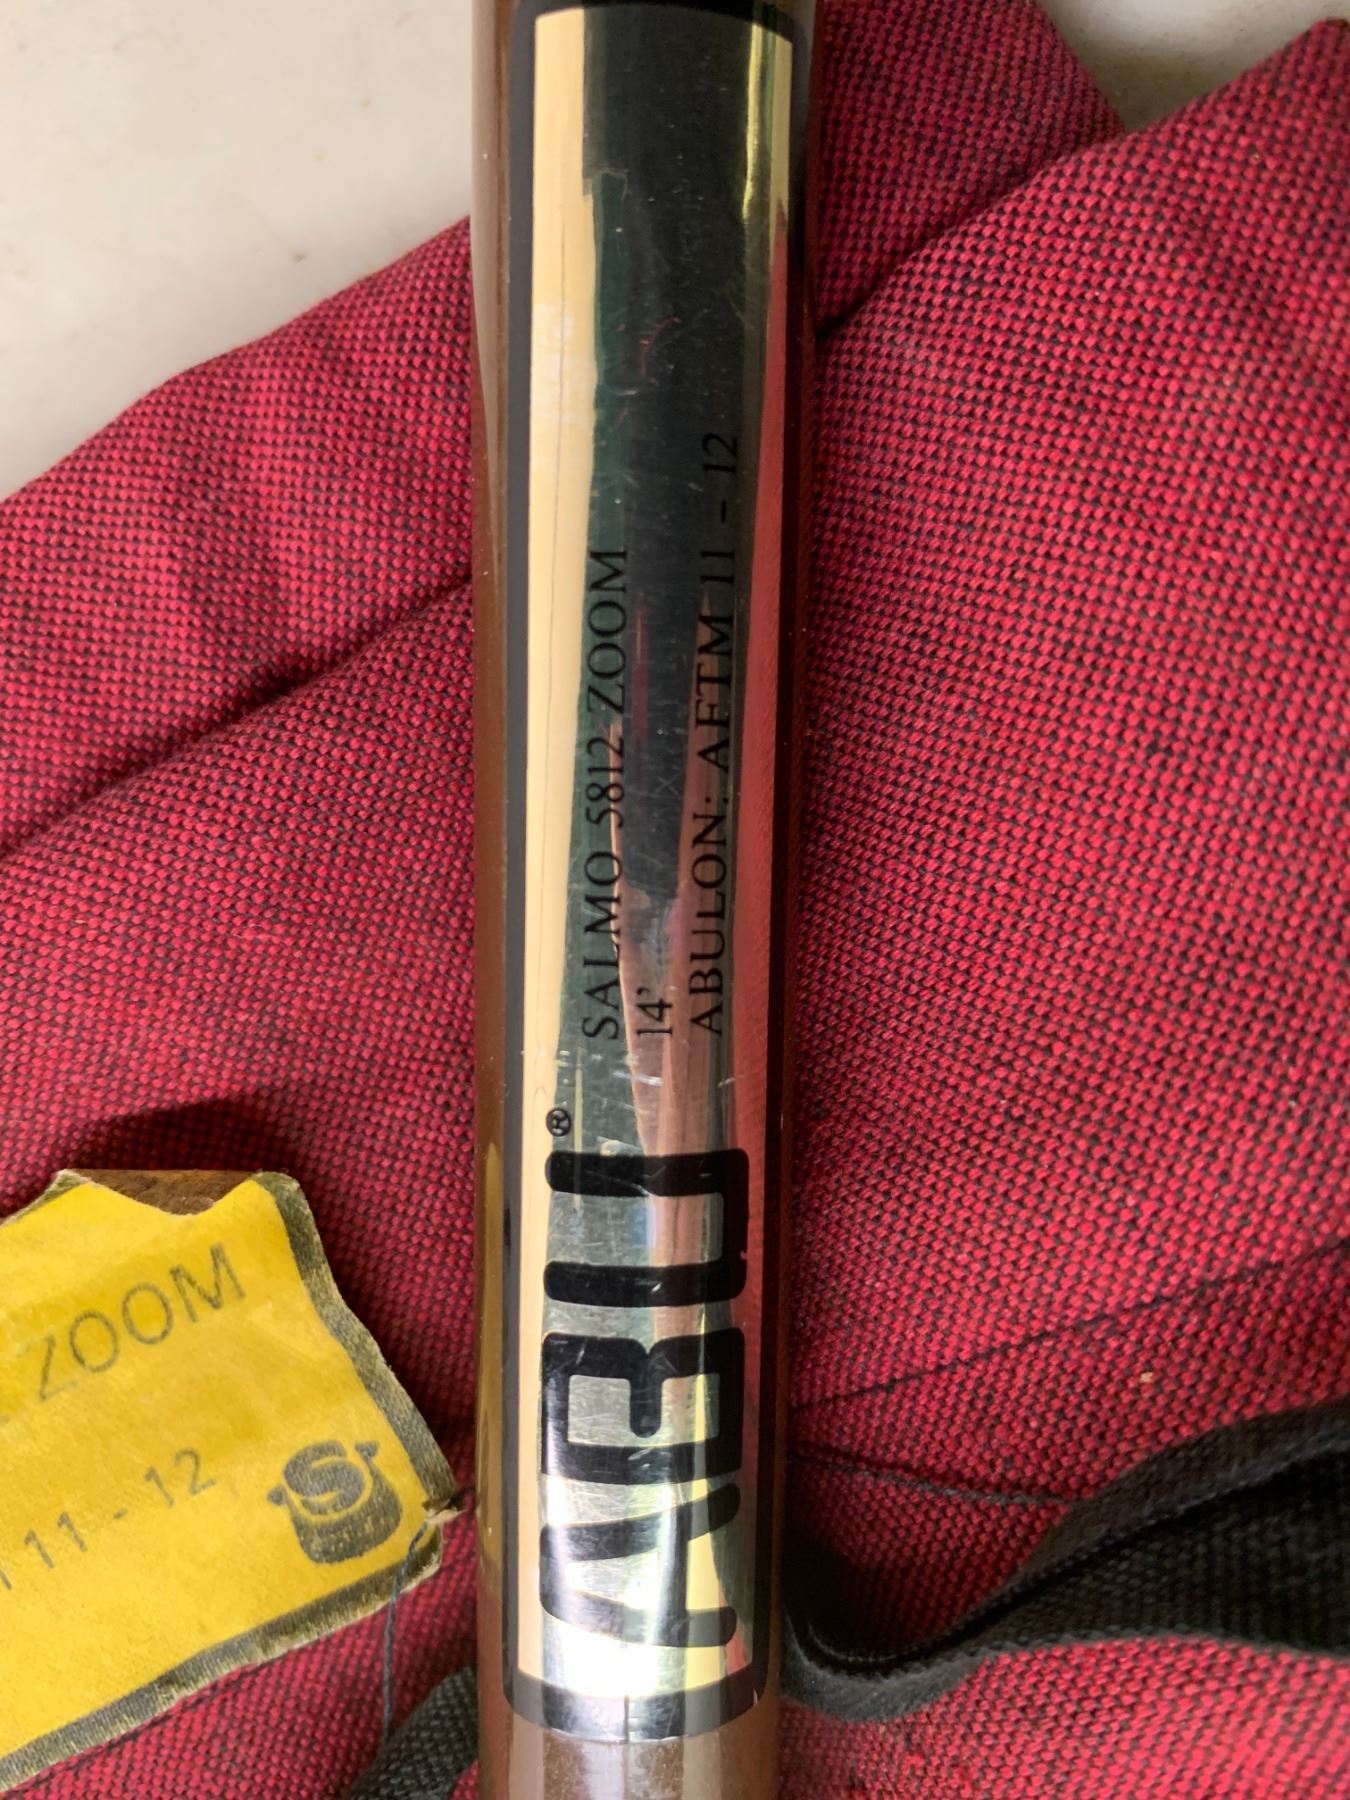 ABU®
SALMO 5812 ZOOM
14'
ABULON: AFTM 11 - 12
ZOOM
11 - 12
S